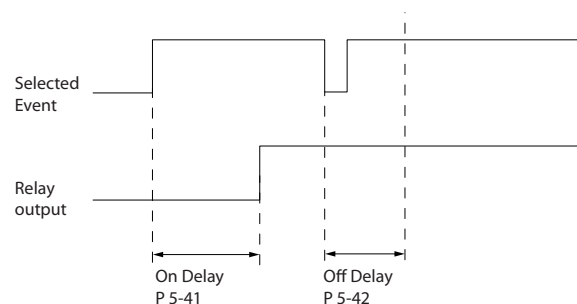 Selected
Event
Relay
output
On Delay
P 5-41
Off Delay
P 5-42